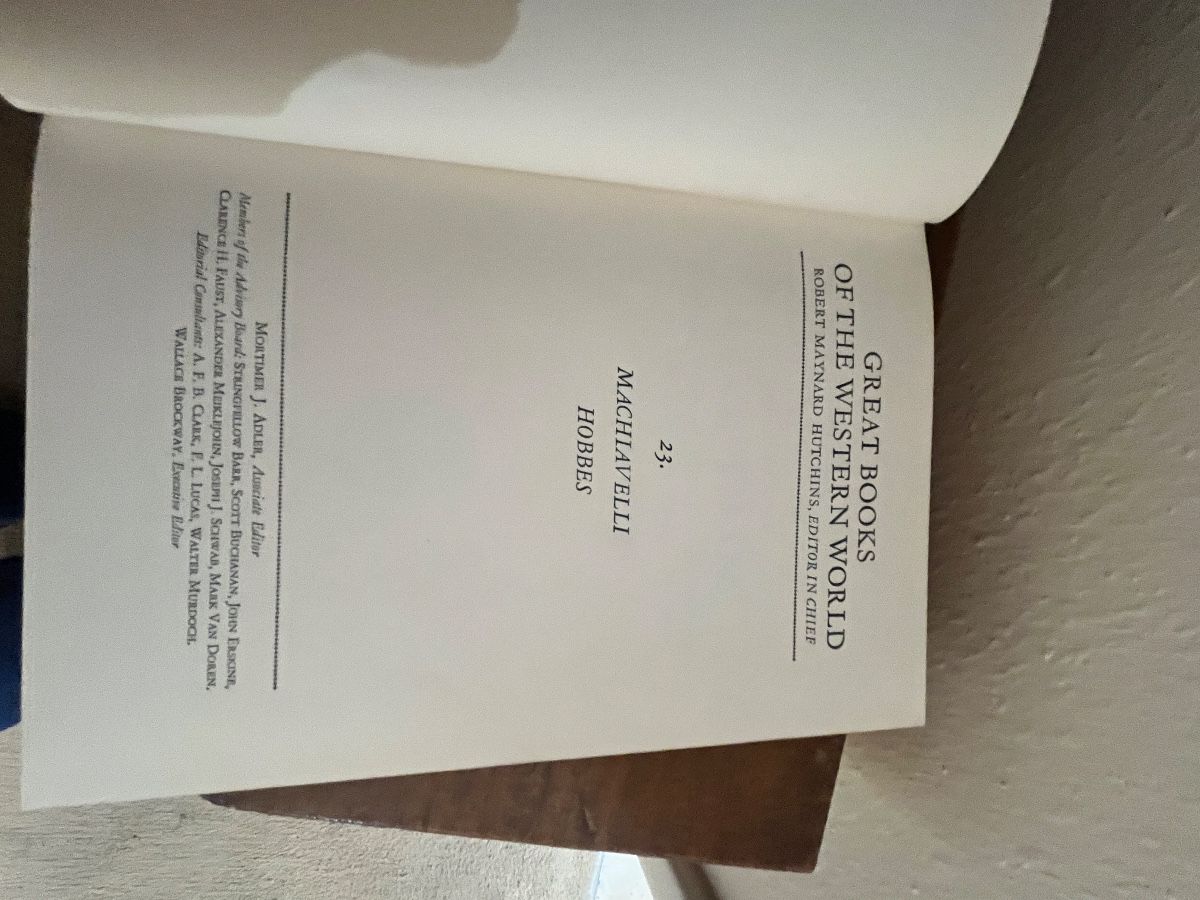 GREAT BOOKS
OF THE WESTERN WORLD
ROBERT MAYNARD HUTCHINS, EDITOR IN CHIEF
23.
MACHIAVELLI
HOBBES
MORTIMER J. ADLER, Associate Editor
Members of the Advisory Board: STRINGFELLOW BARR, SCOTT BUCHANAN, JOHN ERSKINE,
CLARENCE H. FAUST, ALEXANDER MEIKLEJOHN, JOSEPH J. SCHWAB, MARK VAN DOREN.
Editorial Consultants: A. F. B. CLARK, F. L. LUCAS, WALTER MURDOCH.
WALLACE BROCKWAY, Executive Editor